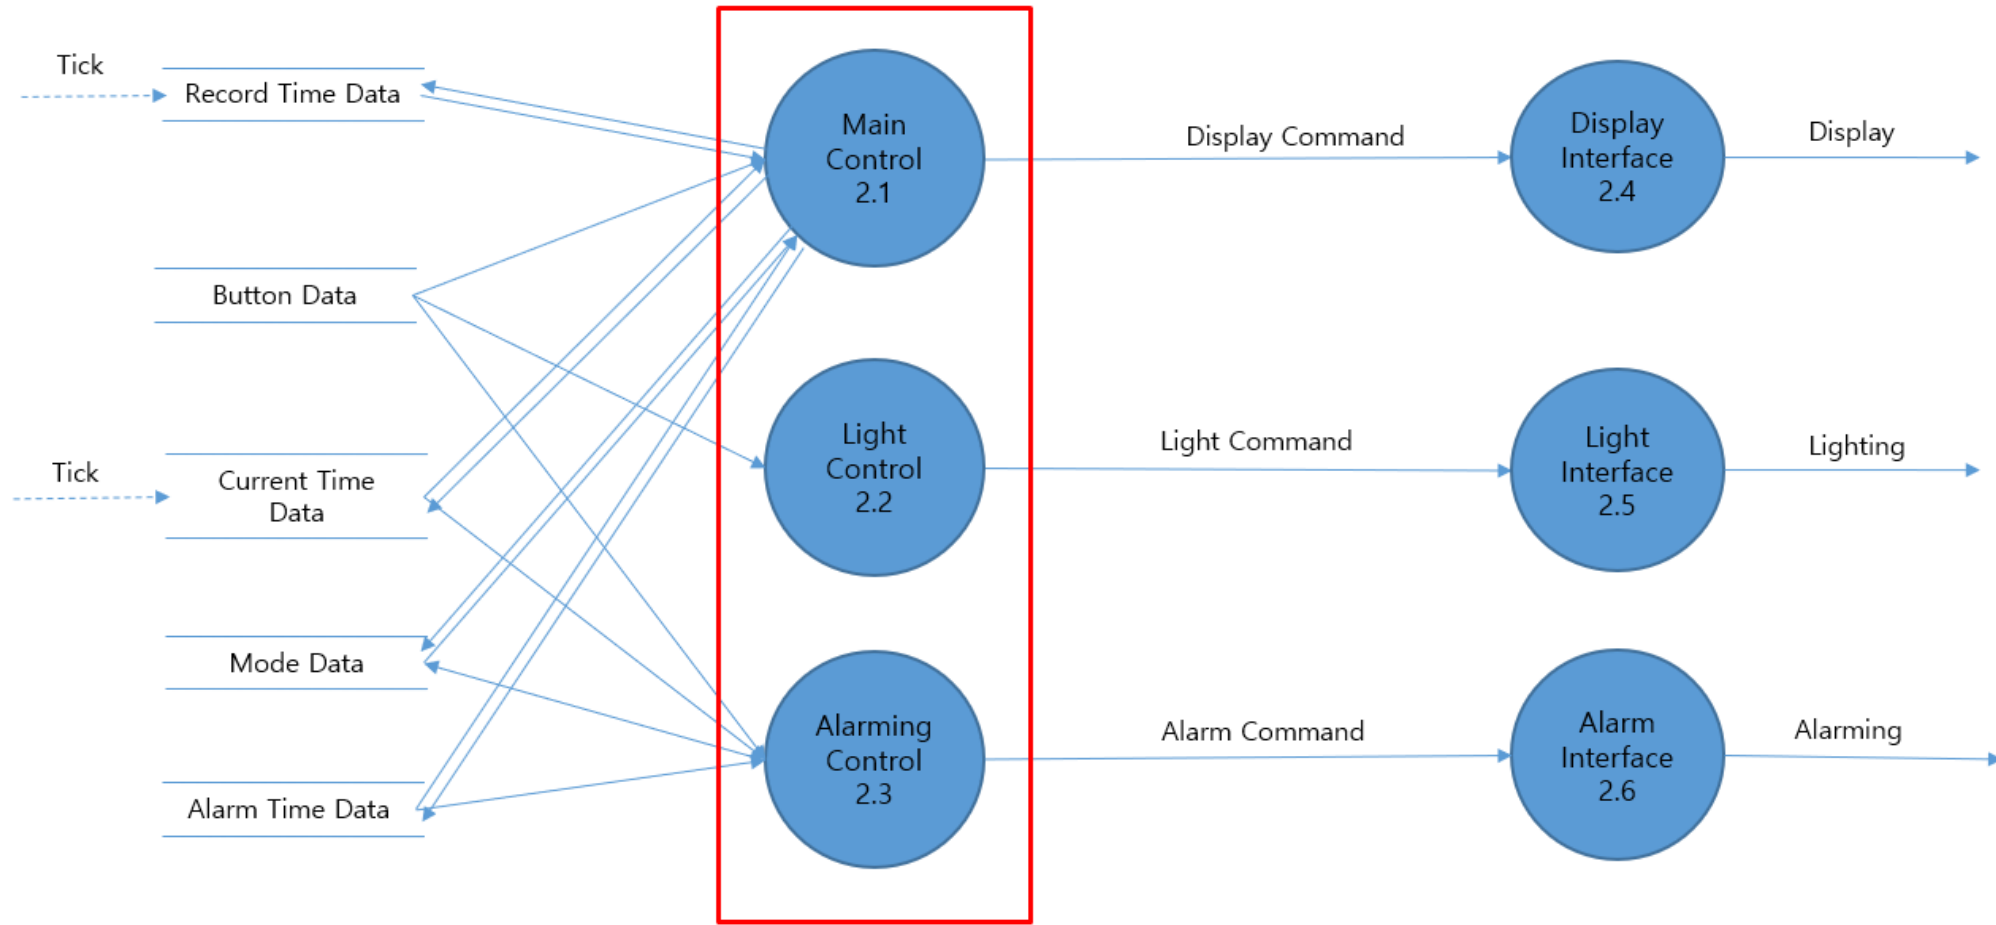 Tick
Record Time Data
Main
Control
2.1
Display Command
Display
Interface
2.4
Display
Button Data
Tick
Current Time
Data
Light
Control
2.2
Light Command
Light
Interface
2.5
Lighting
Mode Data
Alarm Time Data
Alarming
Control
2.3
Alarm Command
Alarm
Interface
2.6
Alarming